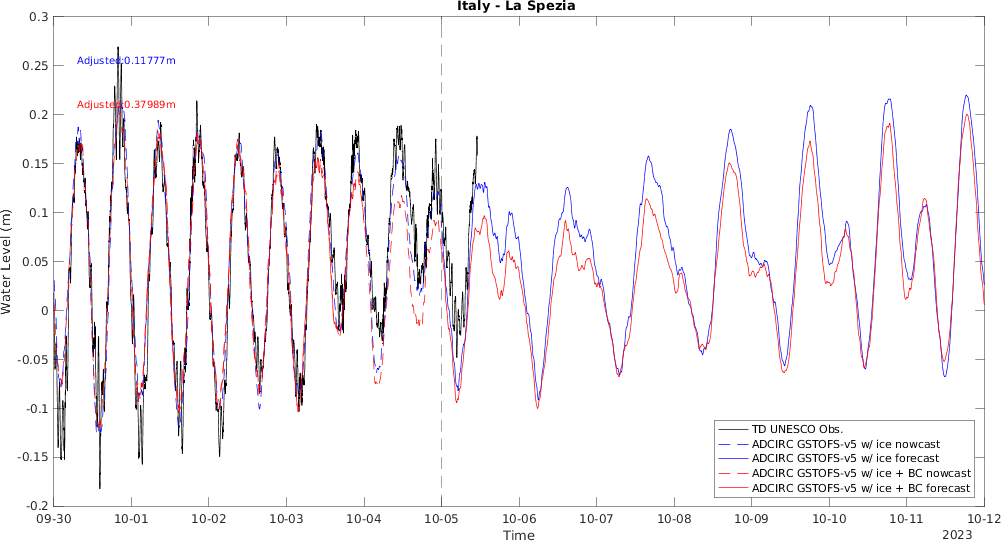 Italy - La Spezia
0.3
0.25
0.2
0.15
0.1
0.05
0
-0.05
-0.1
-0.15
-0.2
Water Level (m)
Adjusted:0.11777m
Adjusted:0.37989m
TD UNESCO Obs.
ADCIRC GSTOFS-v5 w/ ice nowcast
ADCIRC GSTOFS-v5 w/ ice forecast
ADCIRC GSTOFS-v5 w/ ice + BC nowcast
ADCIRC GSTOFS-v5 w/ ice + BC forecast
09-30 10-01 10-02 10-03 10-04 10-05 10-06 10-07 10-08 10-09 10-10 10-11 10-12
Time
2023